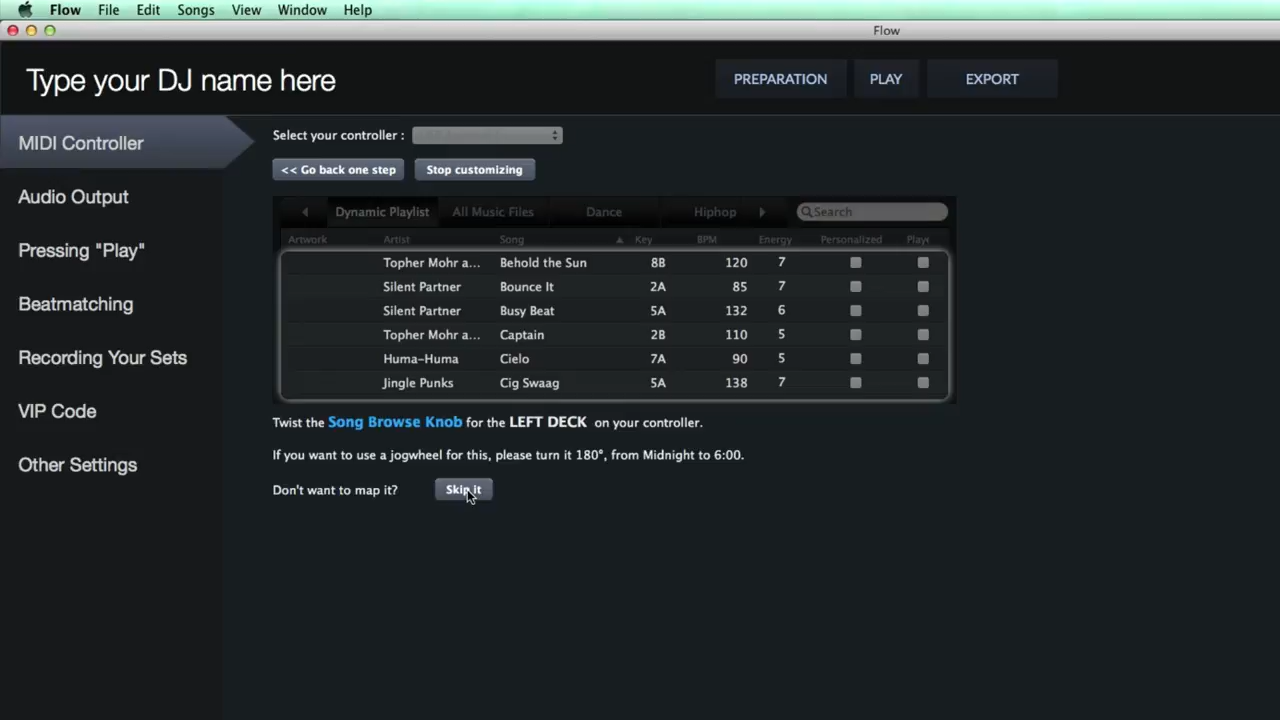 Flow File Edit Songs View Window Help
Flow
Type your DJ name here
PREPARATION PLAY EXPORT
MIDI Controller
Audio Output
Pressing "Play"
Beatmatching
Recording Your Sets
VIP Code
Other Settings
Select your controller :
<< Go back one step Stop customizing
Dynamic Playlist All Music Files Dance Hiphop Search
Artwork Artist Song Key BPM Energy Personalized Playe
Topher Mohr a... Behold the Sun 8B 120 7
Silent Partner Bounce It 2A 85 7
Silent Partner Busy Beat 5A 132 6
Topher Mohr a... Captain 2B 110 5
Huma-Huma Cielo 7A 90 5
Jingle Punks Cig Swaag 5A 138 7
Twist the Song Browse Knob for the LEFT DECK on your controller.
If you want to use a jogwheel for this, please turn it 180°, from Midnight to 6:00.
Don't want to map it? Skip it